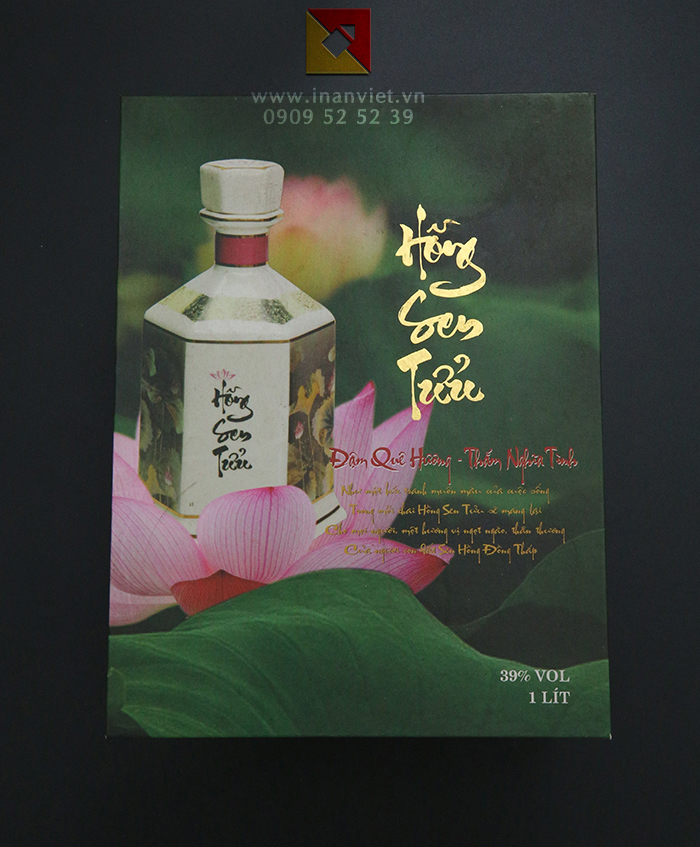 www.inanviet.vn
0909 52 52 39
Hồng
Sen
Tửu
Hồng
Sen
Tửu
Đậm Quê Hương - Thắm Nghĩa Tình
Như một bức tranh muôn màu của cuộc sống
Trong mỗi chai Hồng Sen Tửu sẽ mang lại
Cho mọi người, một hương vị ngọt ngào, thân thương
Của người con đất Sen Hồng Đồng Tháp
39% VOL
1 LÍT